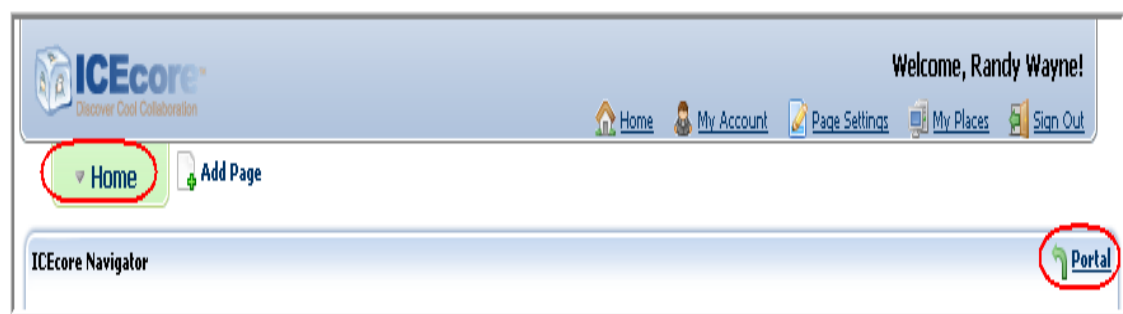 ICEcore
Discover Cool Collaboration
Welcome, Randy Wayne!
Home My Account Page Settings My Places Sign Out
Home Add Page
ICEcore Navigator Portal